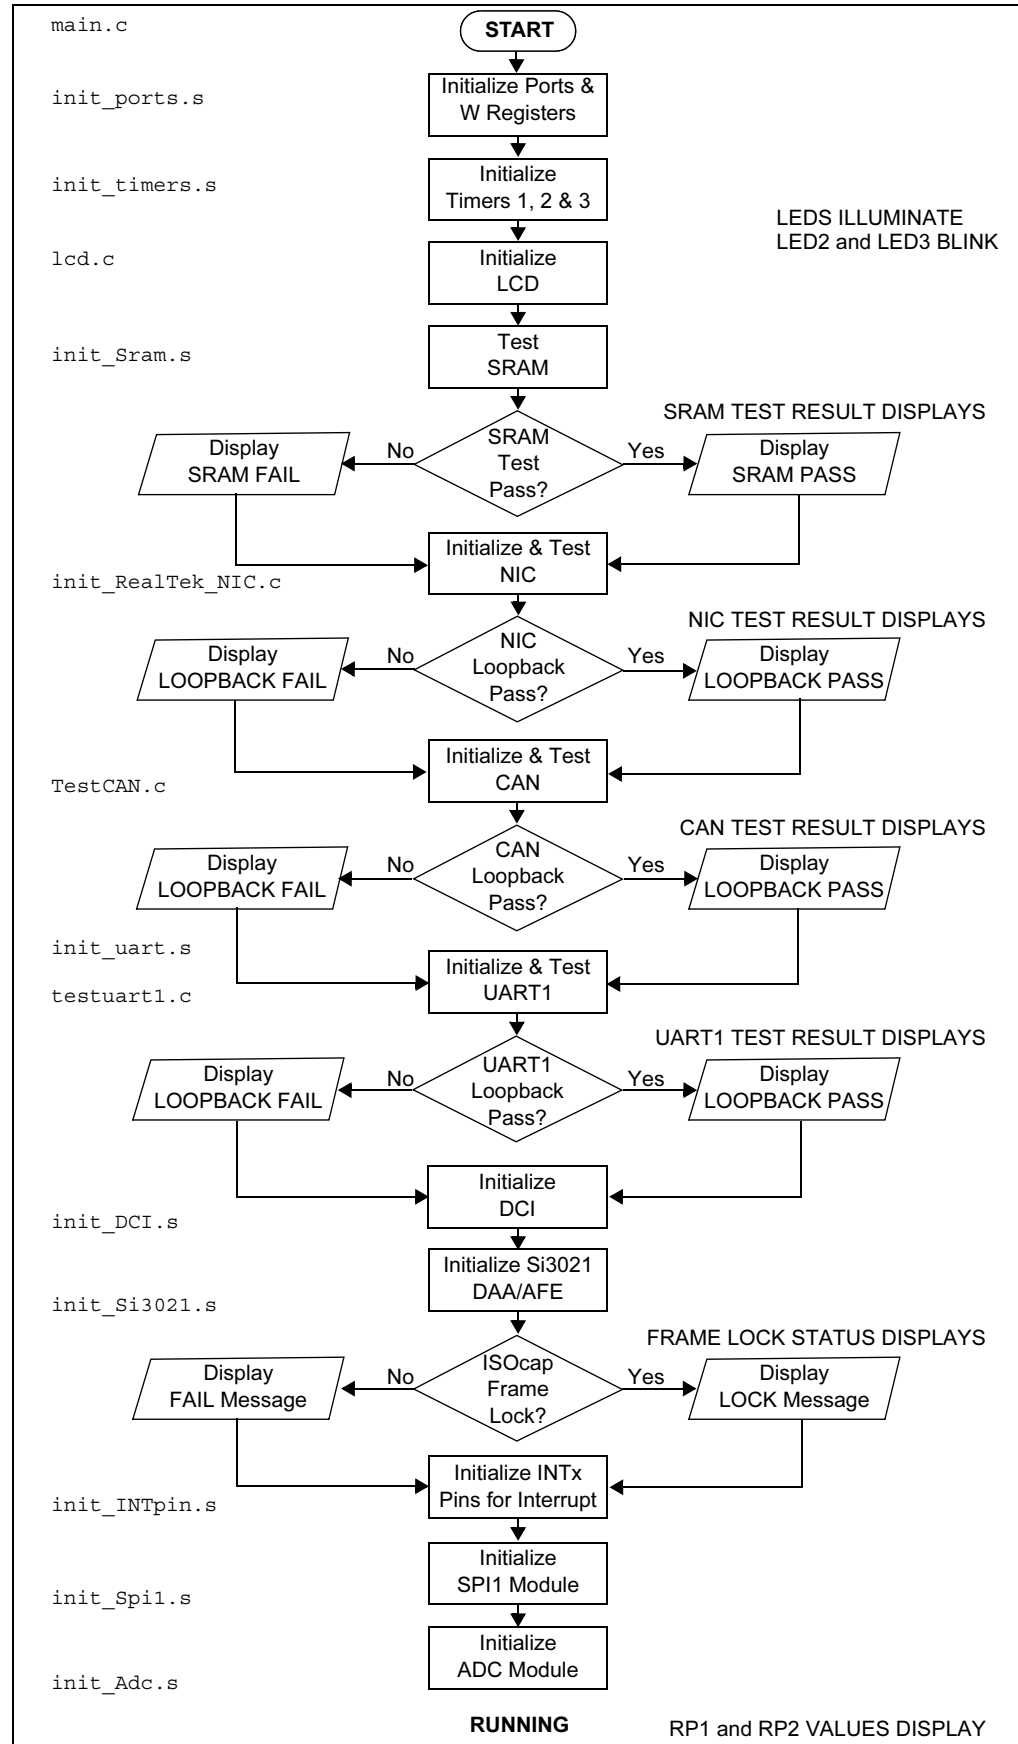 main.c
START
Initialize Ports &
W Registers
init_ports.s
Initialize
Timers 1, 2 & 3
init_timers.s
LEDS ILLUMINATE
LED2 and LED3 BLINK
lcd.c
Initialize
LCD
init_Sram.s
Test
SRAM
SRAM TEST RESULT DISPLAYS
Display
SRAM FAIL
No
SRAM
Test
Pass?
Yes
Display
SRAM PASS
Initialize & Test
NIC
init_RealTek_NIC.c
NIC TEST RESULT DISPLAYS
Display
LOOPBACK FAIL
No
NIC
Loopback
Pass?
Yes
Display
LOOPBACK PASS
Initialize & Test
CAN
TestCAN.c
CAN TEST RESULT DISPLAYS
Display
LOOPBACK FAIL
No
CAN
Loopback
Pass?
Yes
Display
LOOPBACK PASS
init_uart.s
testuart1.c
Initialize & Test
UART1
UART1 TEST RESULT DISPLAYS
Display
LOOPBACK FAIL
No
UART1
Loopback
Pass?
Yes
Display
LOOPBACK PASS
Initialize
DCI
init_DCI.s
Initialize Si3021
DAA/AFE
init_Si3021.s
FRAME LOCK STATUS DISPLAYS
Display
FAIL Message
No
ISOcap
Frame
Lock?
Yes
Display
LOCK Message
Initialize INTx
Pins for Interrupt
init_INTpin.s
Initialize
SPI1 Module
init_Spi1.s
Initialize
ADC Module
init_Adc.s
RUNNING
RP1 and RP2 VALUES DISPLAY